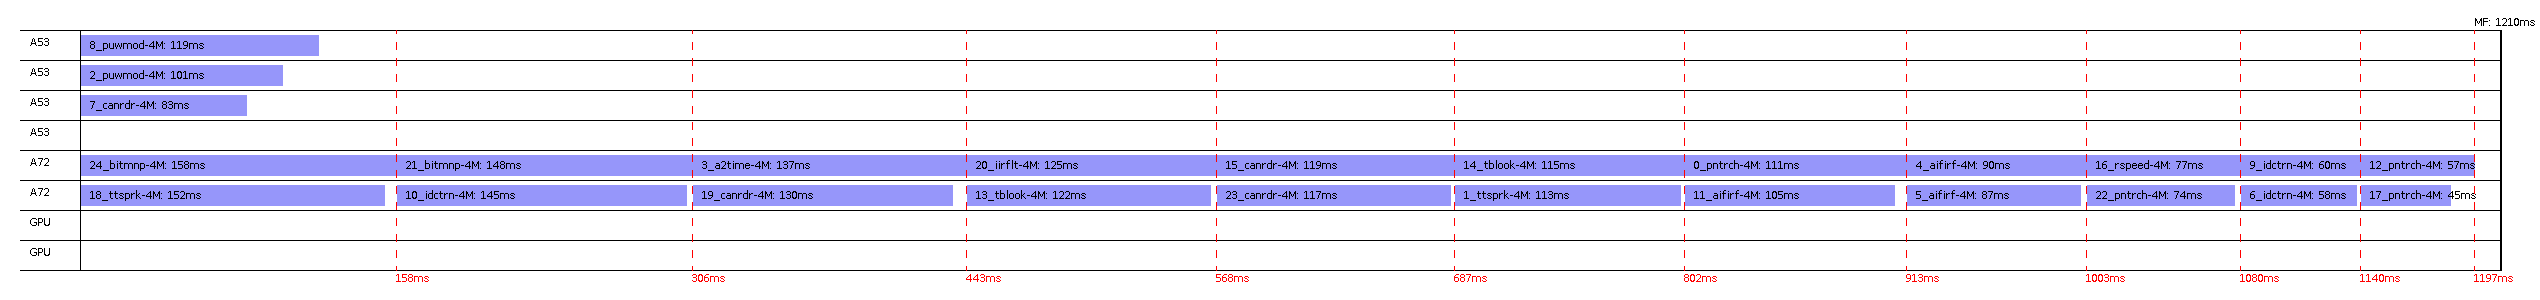 MF: 1210ms
A53 8_puwmod-4M: 119ms
A53 2_puwmod-4M: 101ms
A53 7_canrdr-4M: 83ms
A53
A72 24_bitmnp-4M: 158ms 21_bitmnp-4M: 148ms 3_a2time-4M: 137ms 20_iirflt-4M: 125ms 15_canrdr-4M: 119ms 14_tblook-4M: 115ms 0_pntrch-4M: 111ms 4_aifirf-4M: 90ms 16_rspeed-4M: 77ms 9_idctrn-4M: 60ms 12_pntrch-4M: 57ms
A72 18_ttsprk-4M: 152ms 10_idctrn-4M: 145ms 19_canrdr-4M: 130ms 13_tblook-4M: 122ms 23_canrdr-4M: 117ms 1_ttsprk-4M: 113ms 11_aifirf-4M: 105ms 5_aifirf-4M: 87ms 22_pntrch-4M: 74ms 6_idctrn-4M: 58ms 17_pntrch-4M: 45ms
GPU
GPU
158ms 306ms 443ms 568ms 687ms 802ms 913ms 1003ms 1080ms 1140ms 1197ms